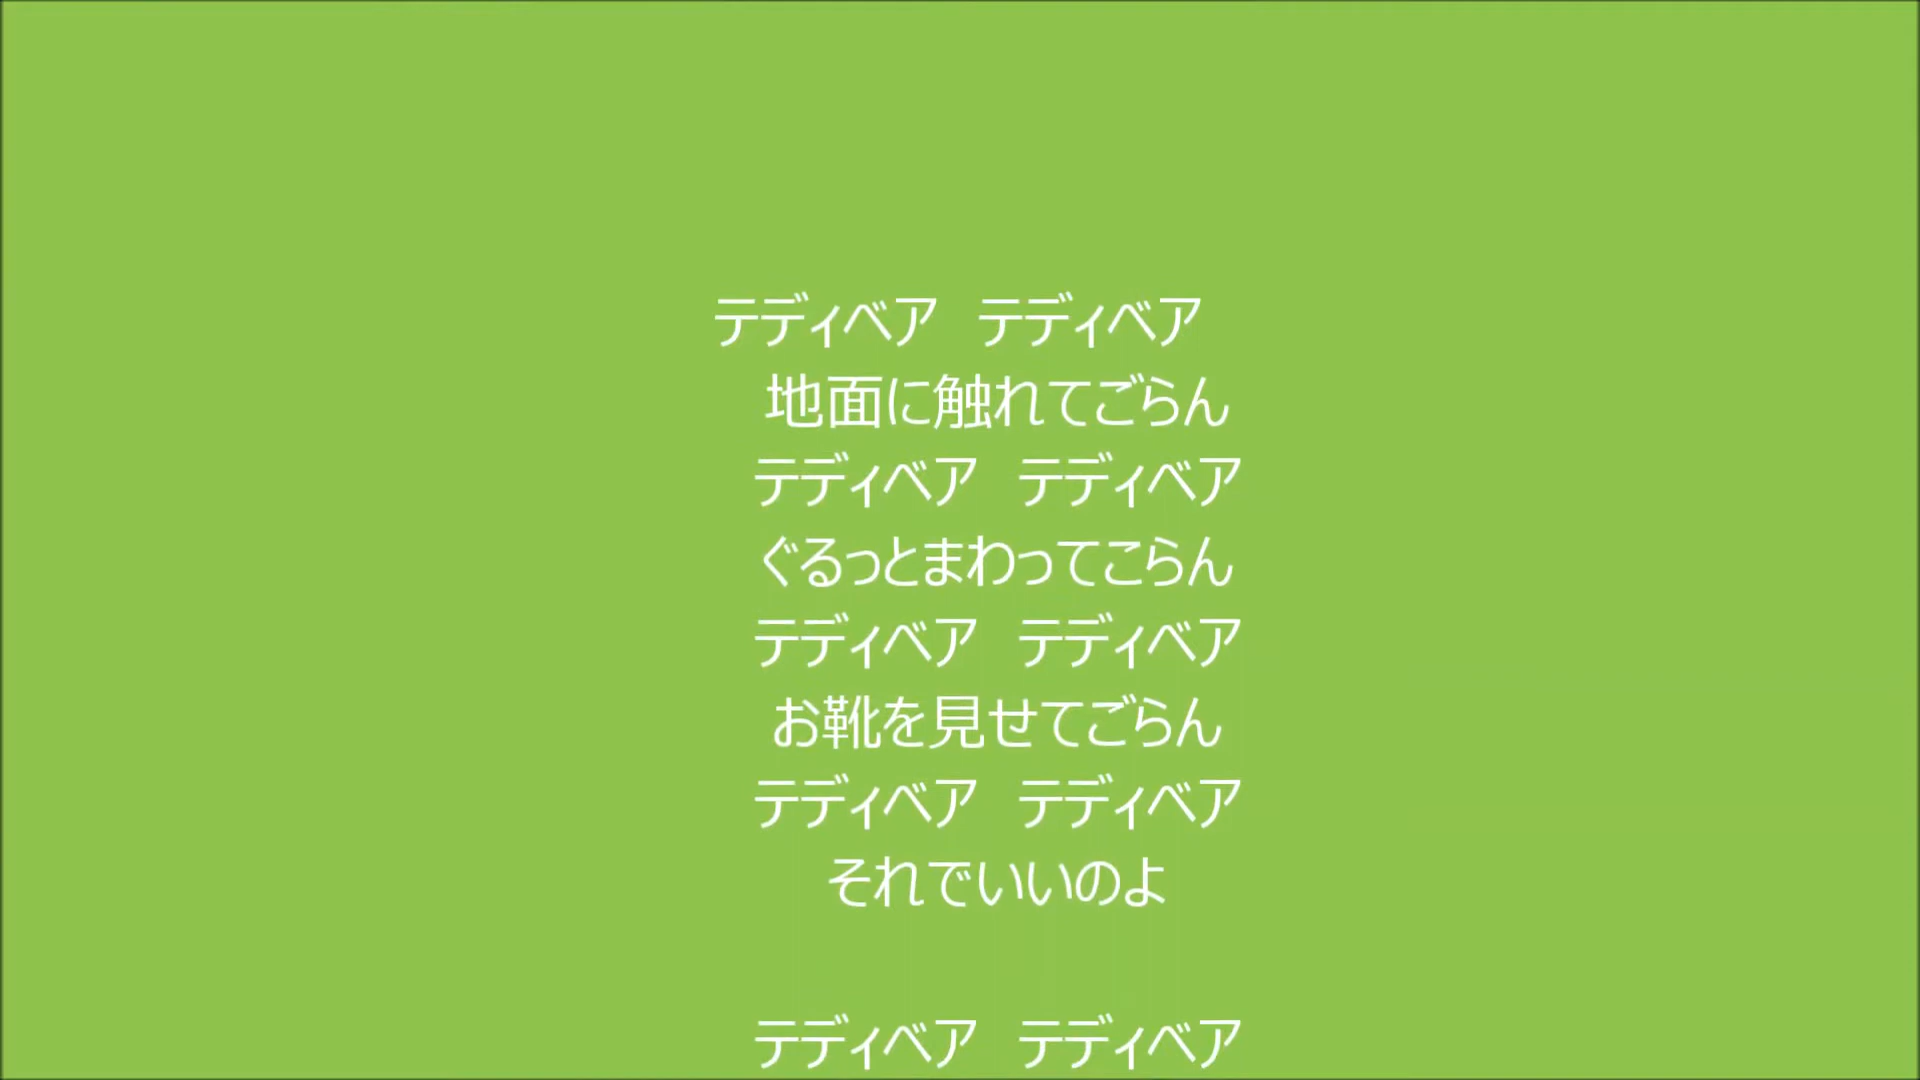 テディベア　テディベア
地面に触れてごらん
テディベア　テディベア
ぐるっとまわってこらん
テディベア　テディベア
お靴を見せてごらん
テディベア　テディベア
それでいいのよ
テディベア　テディベア